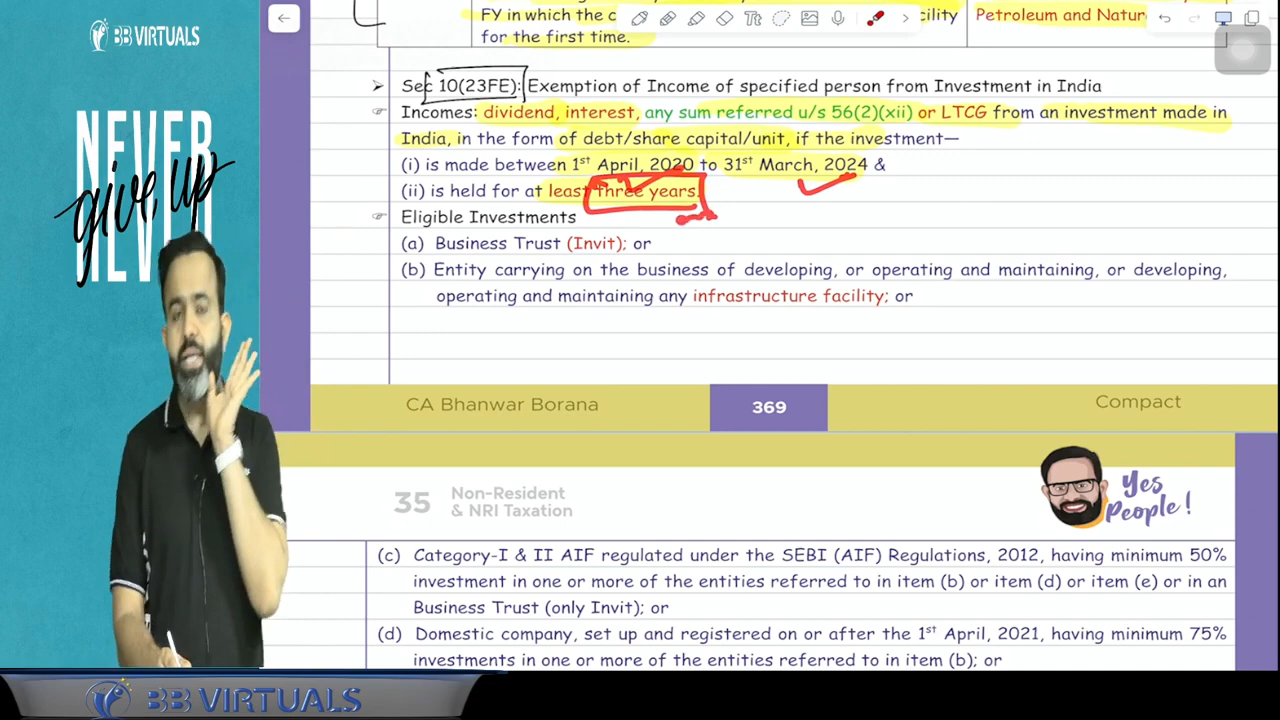 BB VIRTUALS
NEVER
give up
NEVER
FY in which the c
cility
for the first time.
Petroleum and Natur
➤ Sec 10(23FE): Exemption of Income of specified person from Investment in India
☞ Incomes: dividend, interest, any sum referred u/s 56(2)(xii) or LTCG from an investment made in
India, in the form of debt/share capital/unit, if the investment—
(i) is made between 1st April, 2020 to 31st March, 2024 &
(ii) is held for at least three years.
☞ Eligible Investments
(a) Business Trust (Invit); or
(b) Entity carrying on the business of developing, or operating and maintaining, or developing,
operating and maintaining any infrastructure facility; or
CA Bhanwar Borana
369
Compact
35
Non-Resident
& NRI Taxation
Yes
People!
(c) Category-I & II AIF regulated under the SEBI (AIF) Regulations, 2012, having minimum 50%
investment in one or more of the entities referred to in item (b) or item (d) or item (e) or in an
Business Trust (only Invit); or
(d) Domestic company, set up and registered on or after the 1st April, 2021, having minimum 75%
investments in one or more of the entities referred to in item (b); or
BB VIRTUALS